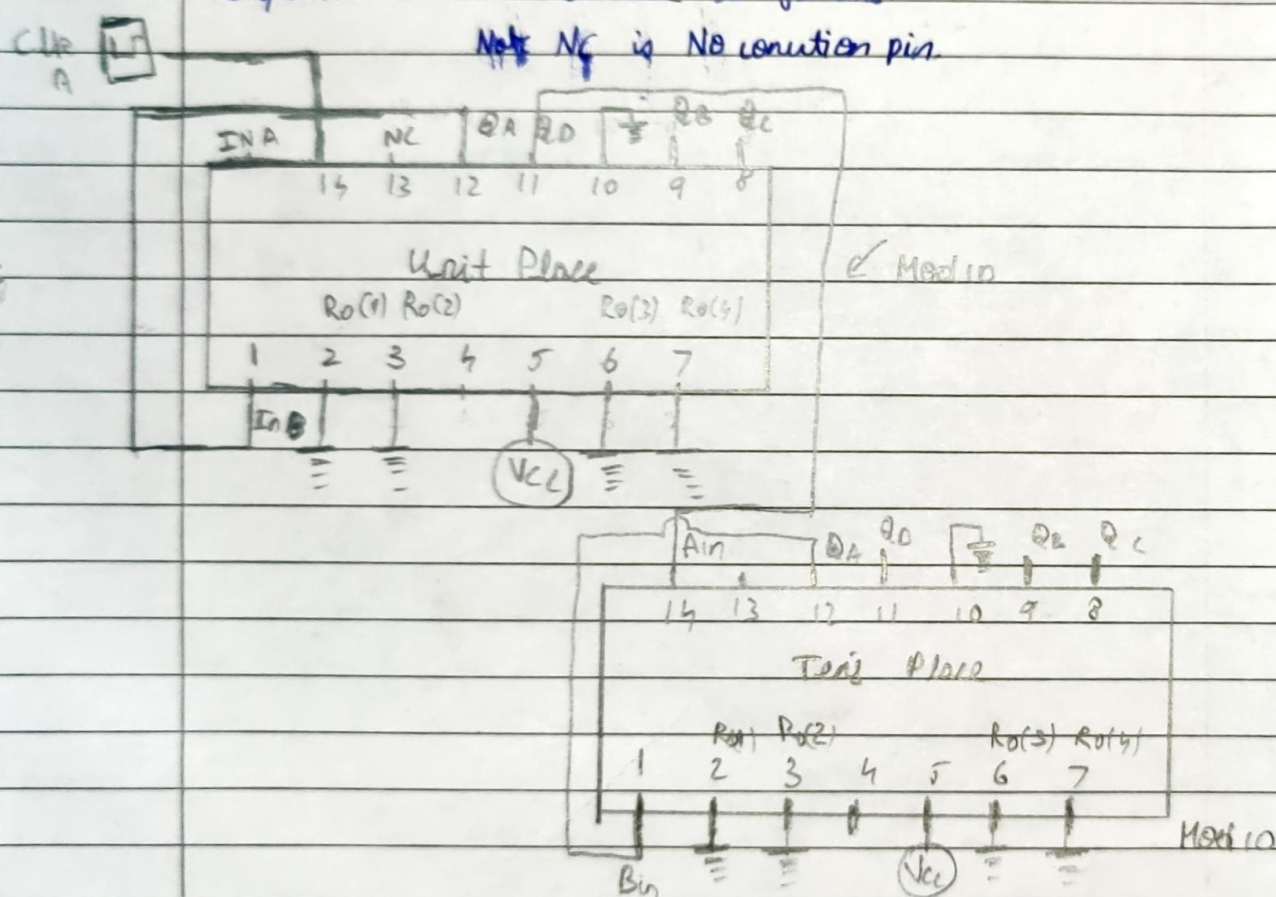 Clk
A
Note NC is No conution pin.
INA NC QA QD QB QC
14 13 12 11 10 9 8
Unit Place
Mod 10
Ro(1) Ro(2) Ro(3) Ro(4)
1 2 3 4 5 6 7
In B
Vcc
Ain QA QD QB QC
14 13 12 11 10 9 8
Tens Place
Ro(1) Ro(2) Ro(3) Ro(4)
1 2 3 4 5 6 7
Mod 10
Bin
Vcc